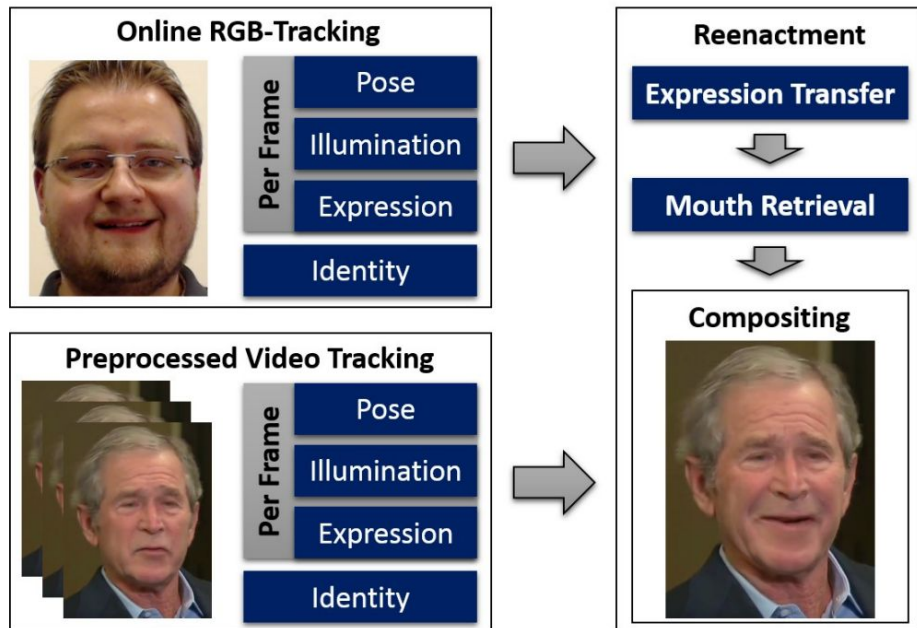 Online RGB-Tracking
Per Frame
Pose
Illumination
Expression
Identity
Preprocessed Video Tracking
Per Frame
Pose
Illumination
Expression
Identity
Reenactment
Expression Transfer
Mouth Retrieval
Compositing